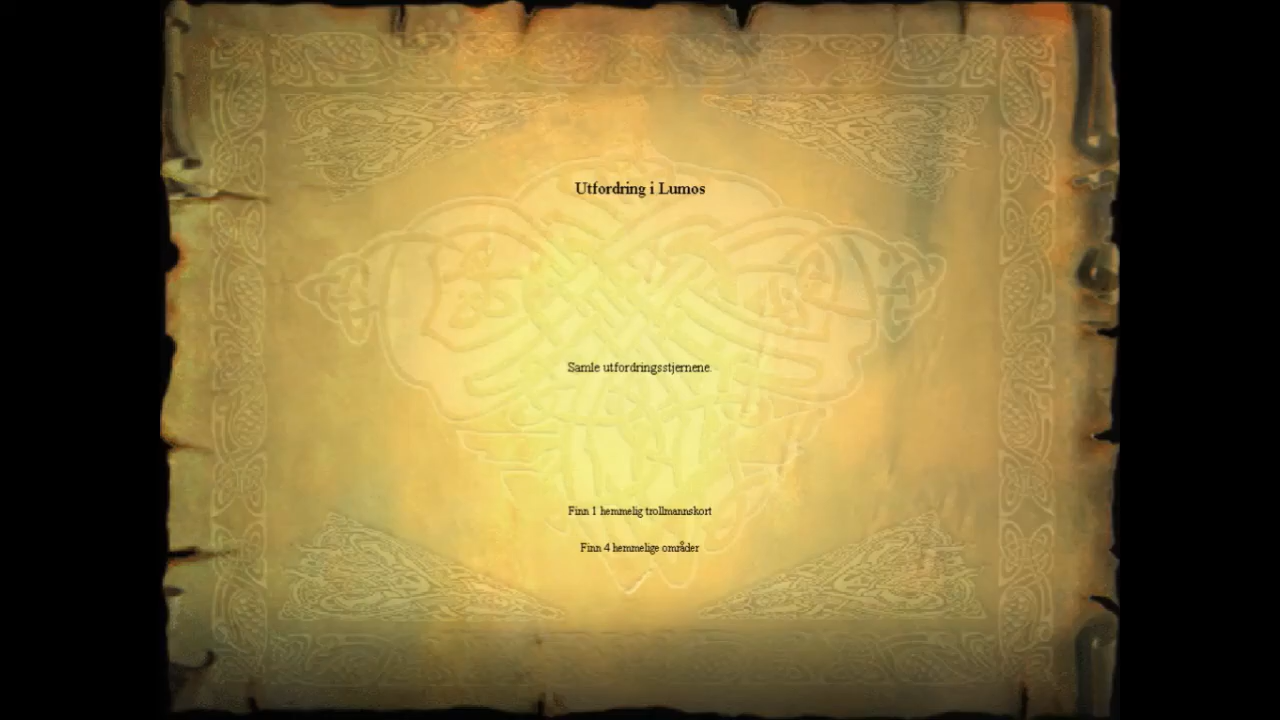 Utfordring i Lumos
Samle utfordringsstjernene.
Finn 1 hemmelig trollmannskort
Finn 4 hemmelige områder